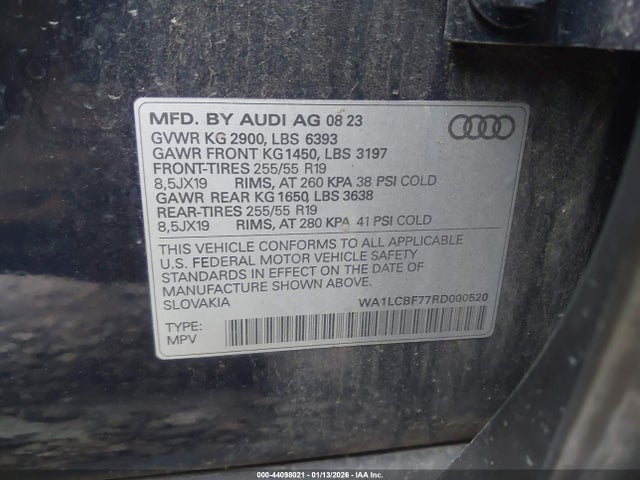 MFD. BY AUDI AG 08 23
GVWR KG 2900, LBS 6393
GAWR FRONT KG1450, LBS 3197
FRONT-TIRES 255/55 R19
8,5JX19 RIMS, AT 260 KPA 38 PSI COLD
GAWR REAR KG 1650, LBS 3638
REAR-TIRES 255/55 R19
8,5JX19 RIMS, AT 280 KPA 41 PSI COLD
THIS VEHICLE CONFORMS TO ALL APPLICABLE
U.S. FEDERAL MOTOR VEHICLE SAFETY
STANDARDS IN EFFECT ON THE DATE OF
MANUFACTURE SHOWN ABOVE.
SLOVAKIA WA1LCBF77RD000520
TYPE:
MPV
000-44098021 - 01/13/2026 - IAAI.COM